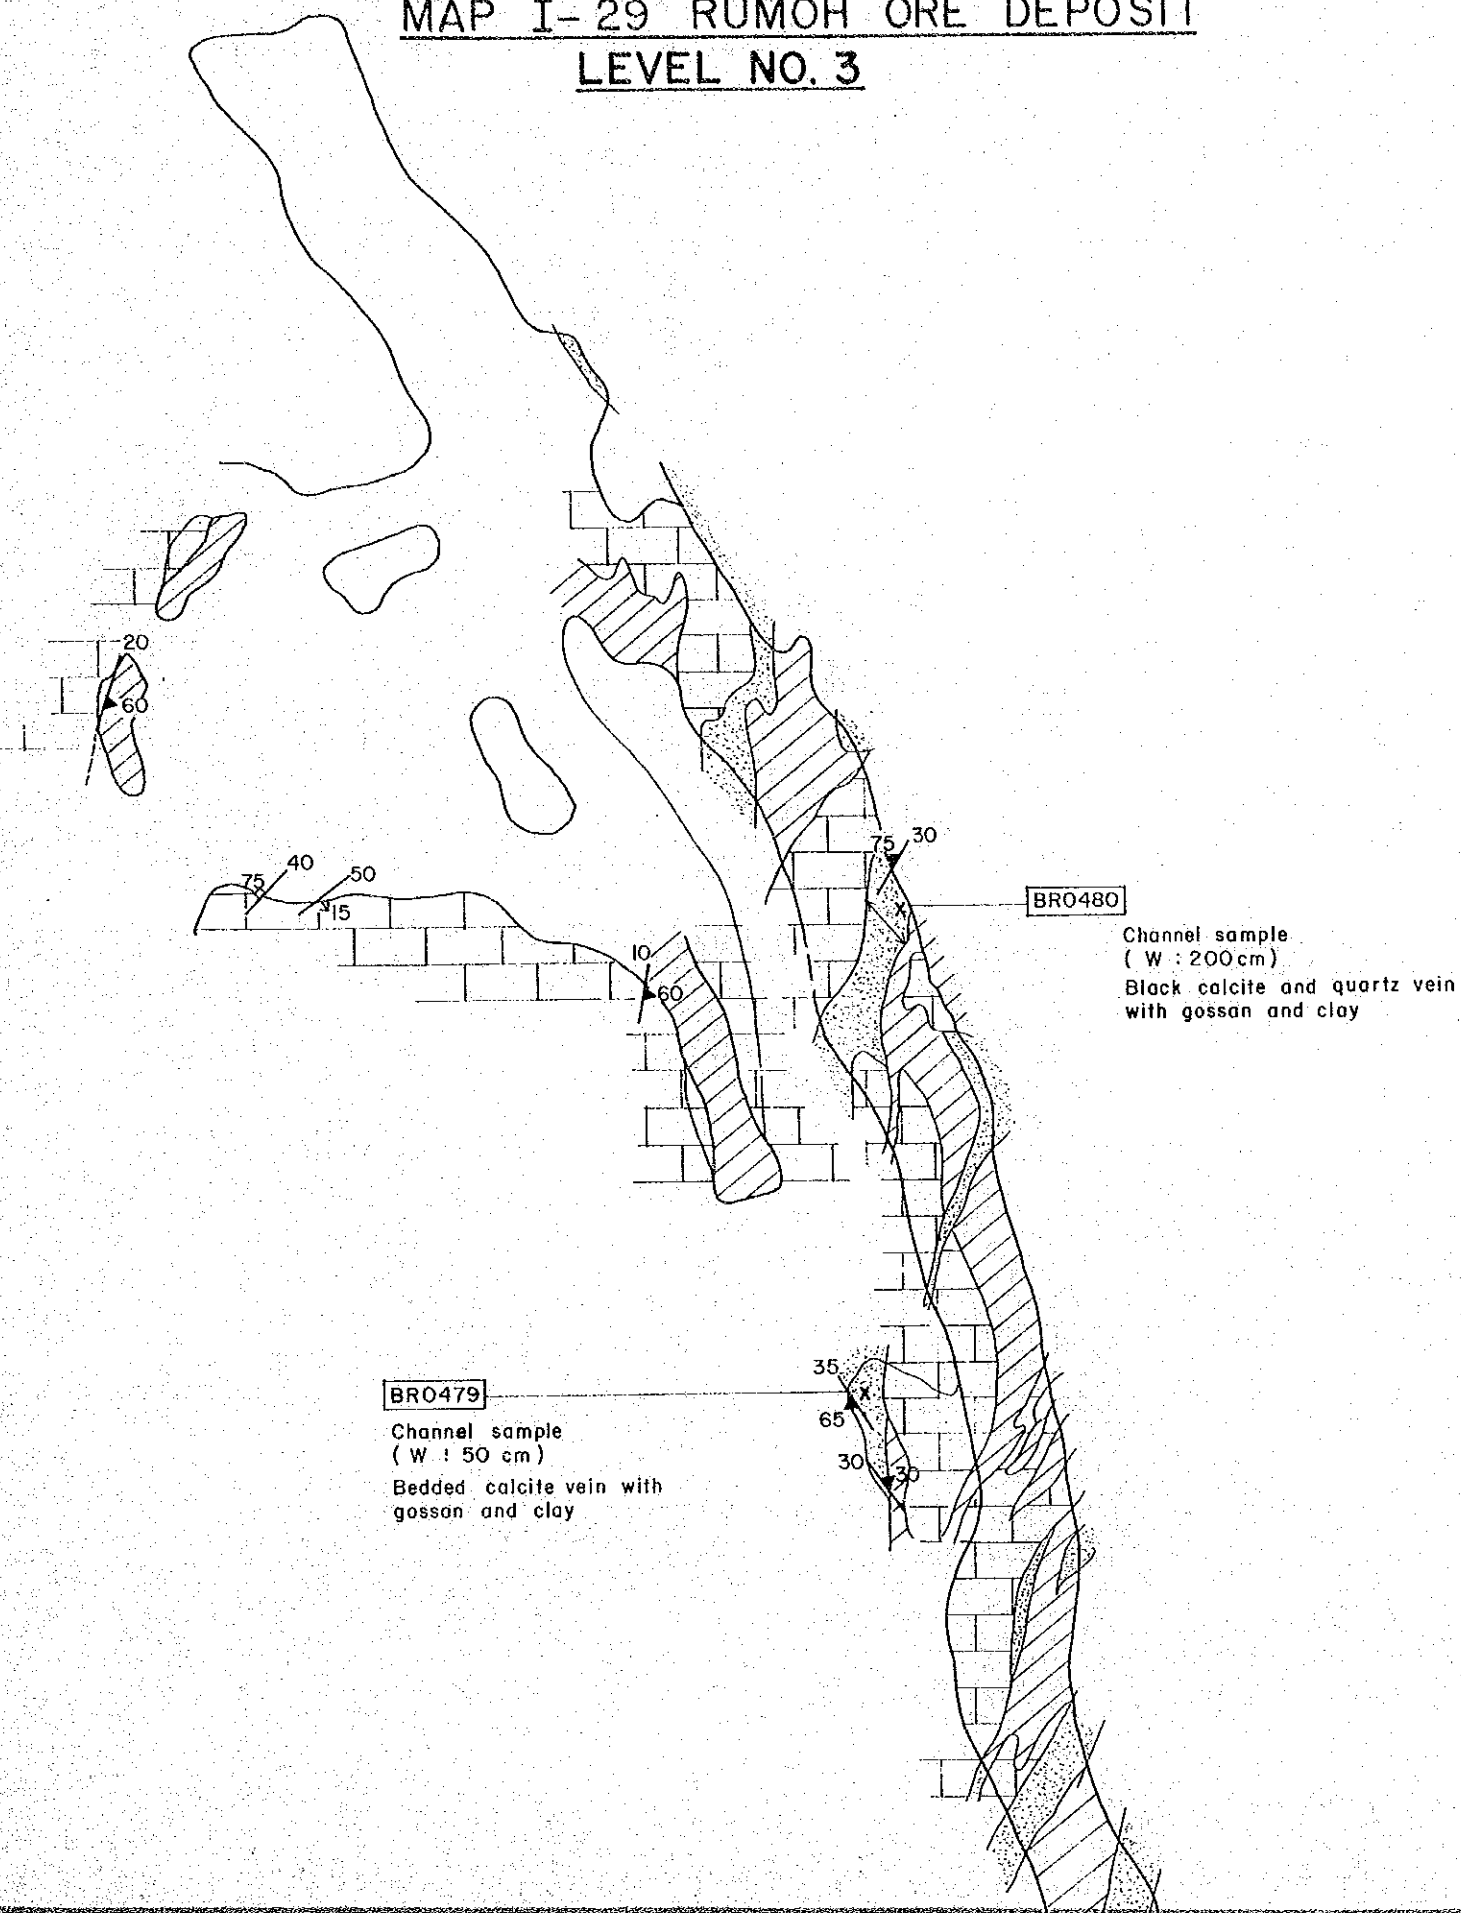 MAP I-29 RUMOH ORE DEPOSIT
LEVEL NO. 3
20
60
75 30
40
75
50
15
BR0480
Channel sample
( W : 200cm)
Black calcite and quartz vein
with gossan and clay
10
60
35
BR0479
65
Channel sample
( W : 50 cm)
30
30
Bedded calcite vein with
gossan and clay